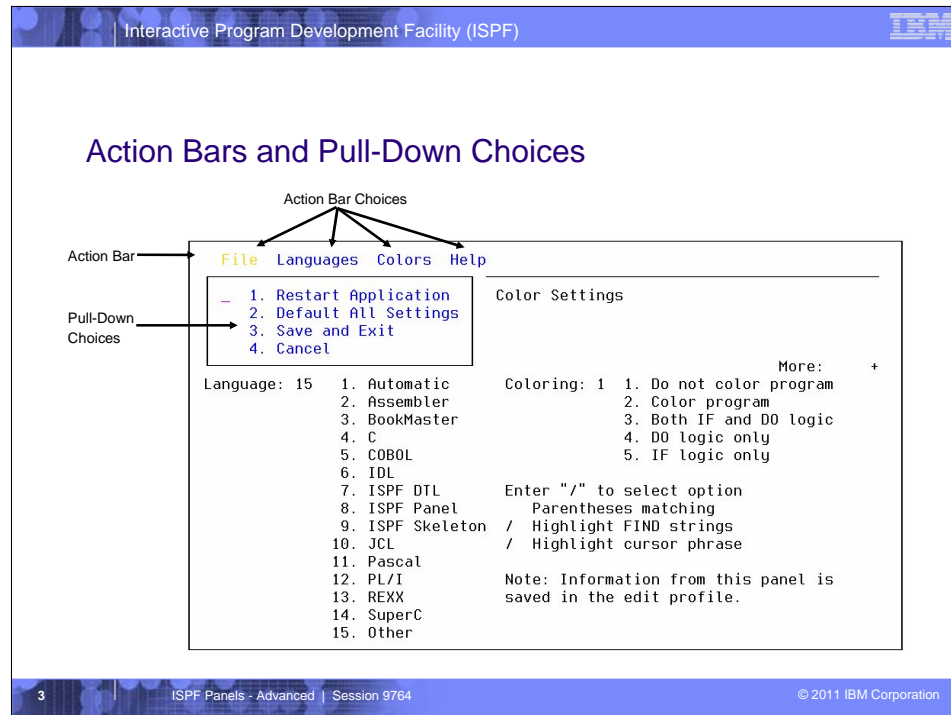 Interactive Program Development Facility (ISPF)
IBM
Action Bars and Pull-Down Choices
Action Bar Choices
Action Bar
File Languages Colors Help
Pull-Down
Choices
_ 1. Restart Application
2. Default All Settings
3. Save and Exit
4. Cancel
Color Settings
More: +
Language: 15 1. Automatic
2. Assembler
3. BookMaster
4. C
5. COBOL
6. IDL
7. ISPF DTL
8. ISPF Panel
9. ISPF Skeleton
10. JCL
11. Pascal
12. PL/I
13. REXX
14. SuperC
15. Other
Coloring: 1 1. Do not color program
2. Color program
3. Both IF and DO logic
4. DO logic only
5. IF logic only
Enter "/" to select option
Parentheses matching
/ Highlight FIND strings
/ Highlight cursor phrase
Note: Information from this panel is
saved in the edit profile.
3
ISPF Panels - Advanced | Session 9764
© 2011 IBM Corporation